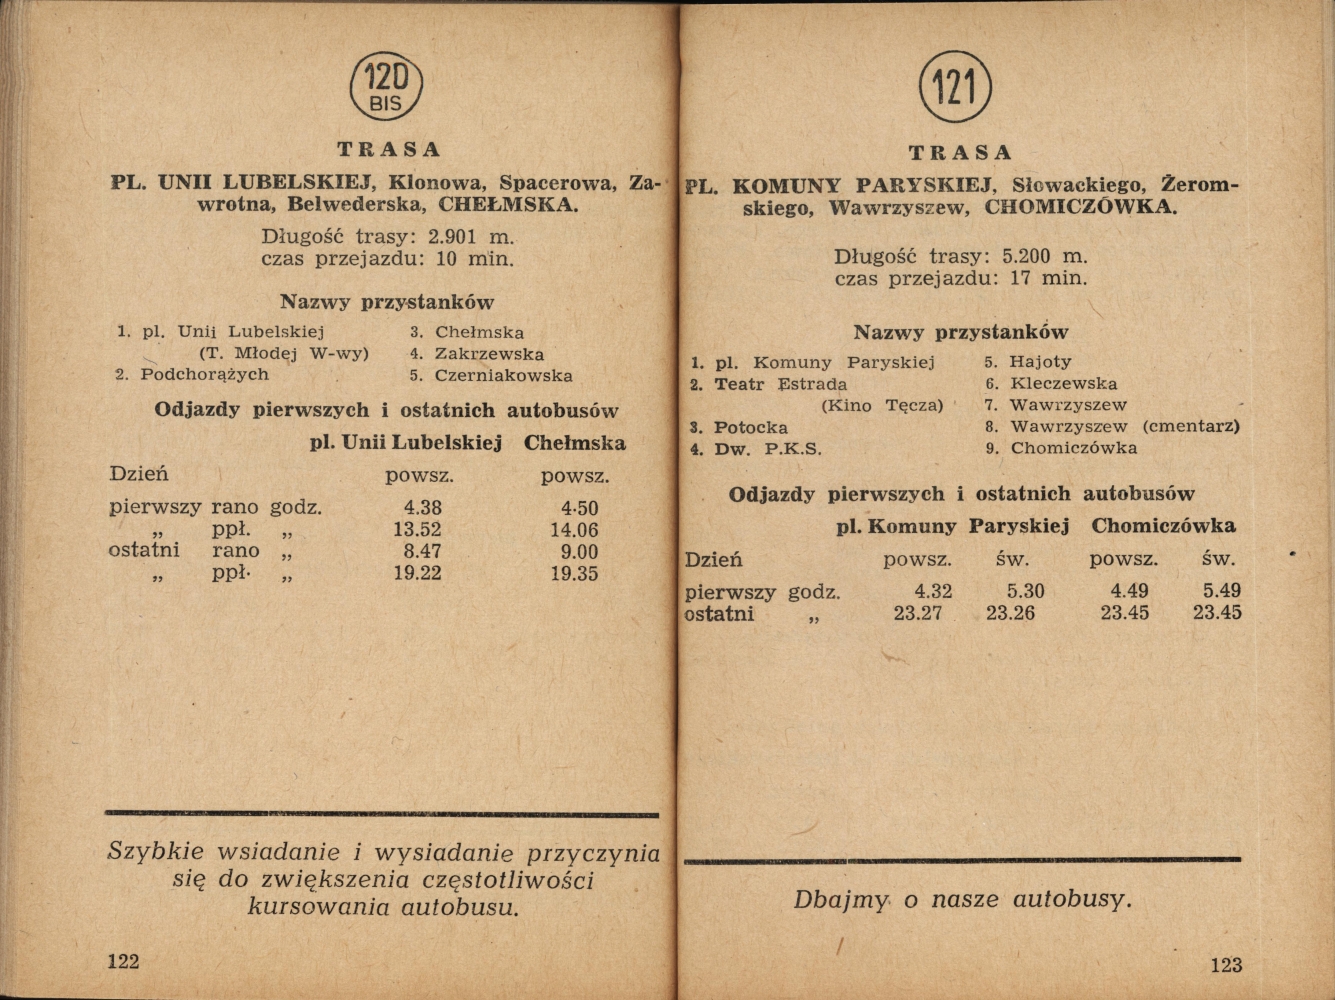 120
BIS
TRASA
PL. UNII LUBELSKIEJ, Klonowa, Spacerowa, Za-
wrotna, Belwederska, CHEŁMSKA.
Długość trasy: 2.901 m.
czas przejazdu: 10 min.
Nazwy przystanków
1. pl. Unii Lubelskiej
(T. Młodej W-wy)
2. Podchorążych
3. Chełmska
4. Zakrzewska
5. Czerniakowska
Odjazdy pierwszych i ostatnich autobusów
pl. Unii Lubelskiej Chełmska
Dzień powsz. powsz.
pierwszy rano godz. 4.38 4.50
„ ppł. „ 13.52 14.06
ostatni rano „ 8.47 9.00
„ ppł. „ 19.22 19.35
Szybkie wsiadanie i wysiadanie przyczynia
się do zwiększenia częstotliwości
kursowania autobusu.
122
121
TRASA
PL. KOMUNY PARYSKIEJ, Słowackiego, Żerom-
skiego, Wawrzyszew, CHOMICZÓWKA.
Długość trasy: 5.200 m.
czas przejazdu: 17 min.
Nazwy przystanków
1. pl. Komuny Paryskiej
2. Teatr Estrada
(Kino Tęcza)
3. Potocka
4. Dw. P.K.S.
5. Hajoty
6. Kleczewska
7. Wawrzyszew
8. Wawrzyszew (cmentarz)
9. Chomiczówka
Odjazdy pierwszych i ostatnich autobusów
pl. Komuny Paryskiej Chomiczówka
Dzień powsz. św. powsz. św.
pierwszy godz. 4.32 5.30 4.49 5.49
ostatni „ 23.27 23.26 23.45 23.45
Dbajmy o nasze autobusy.
123